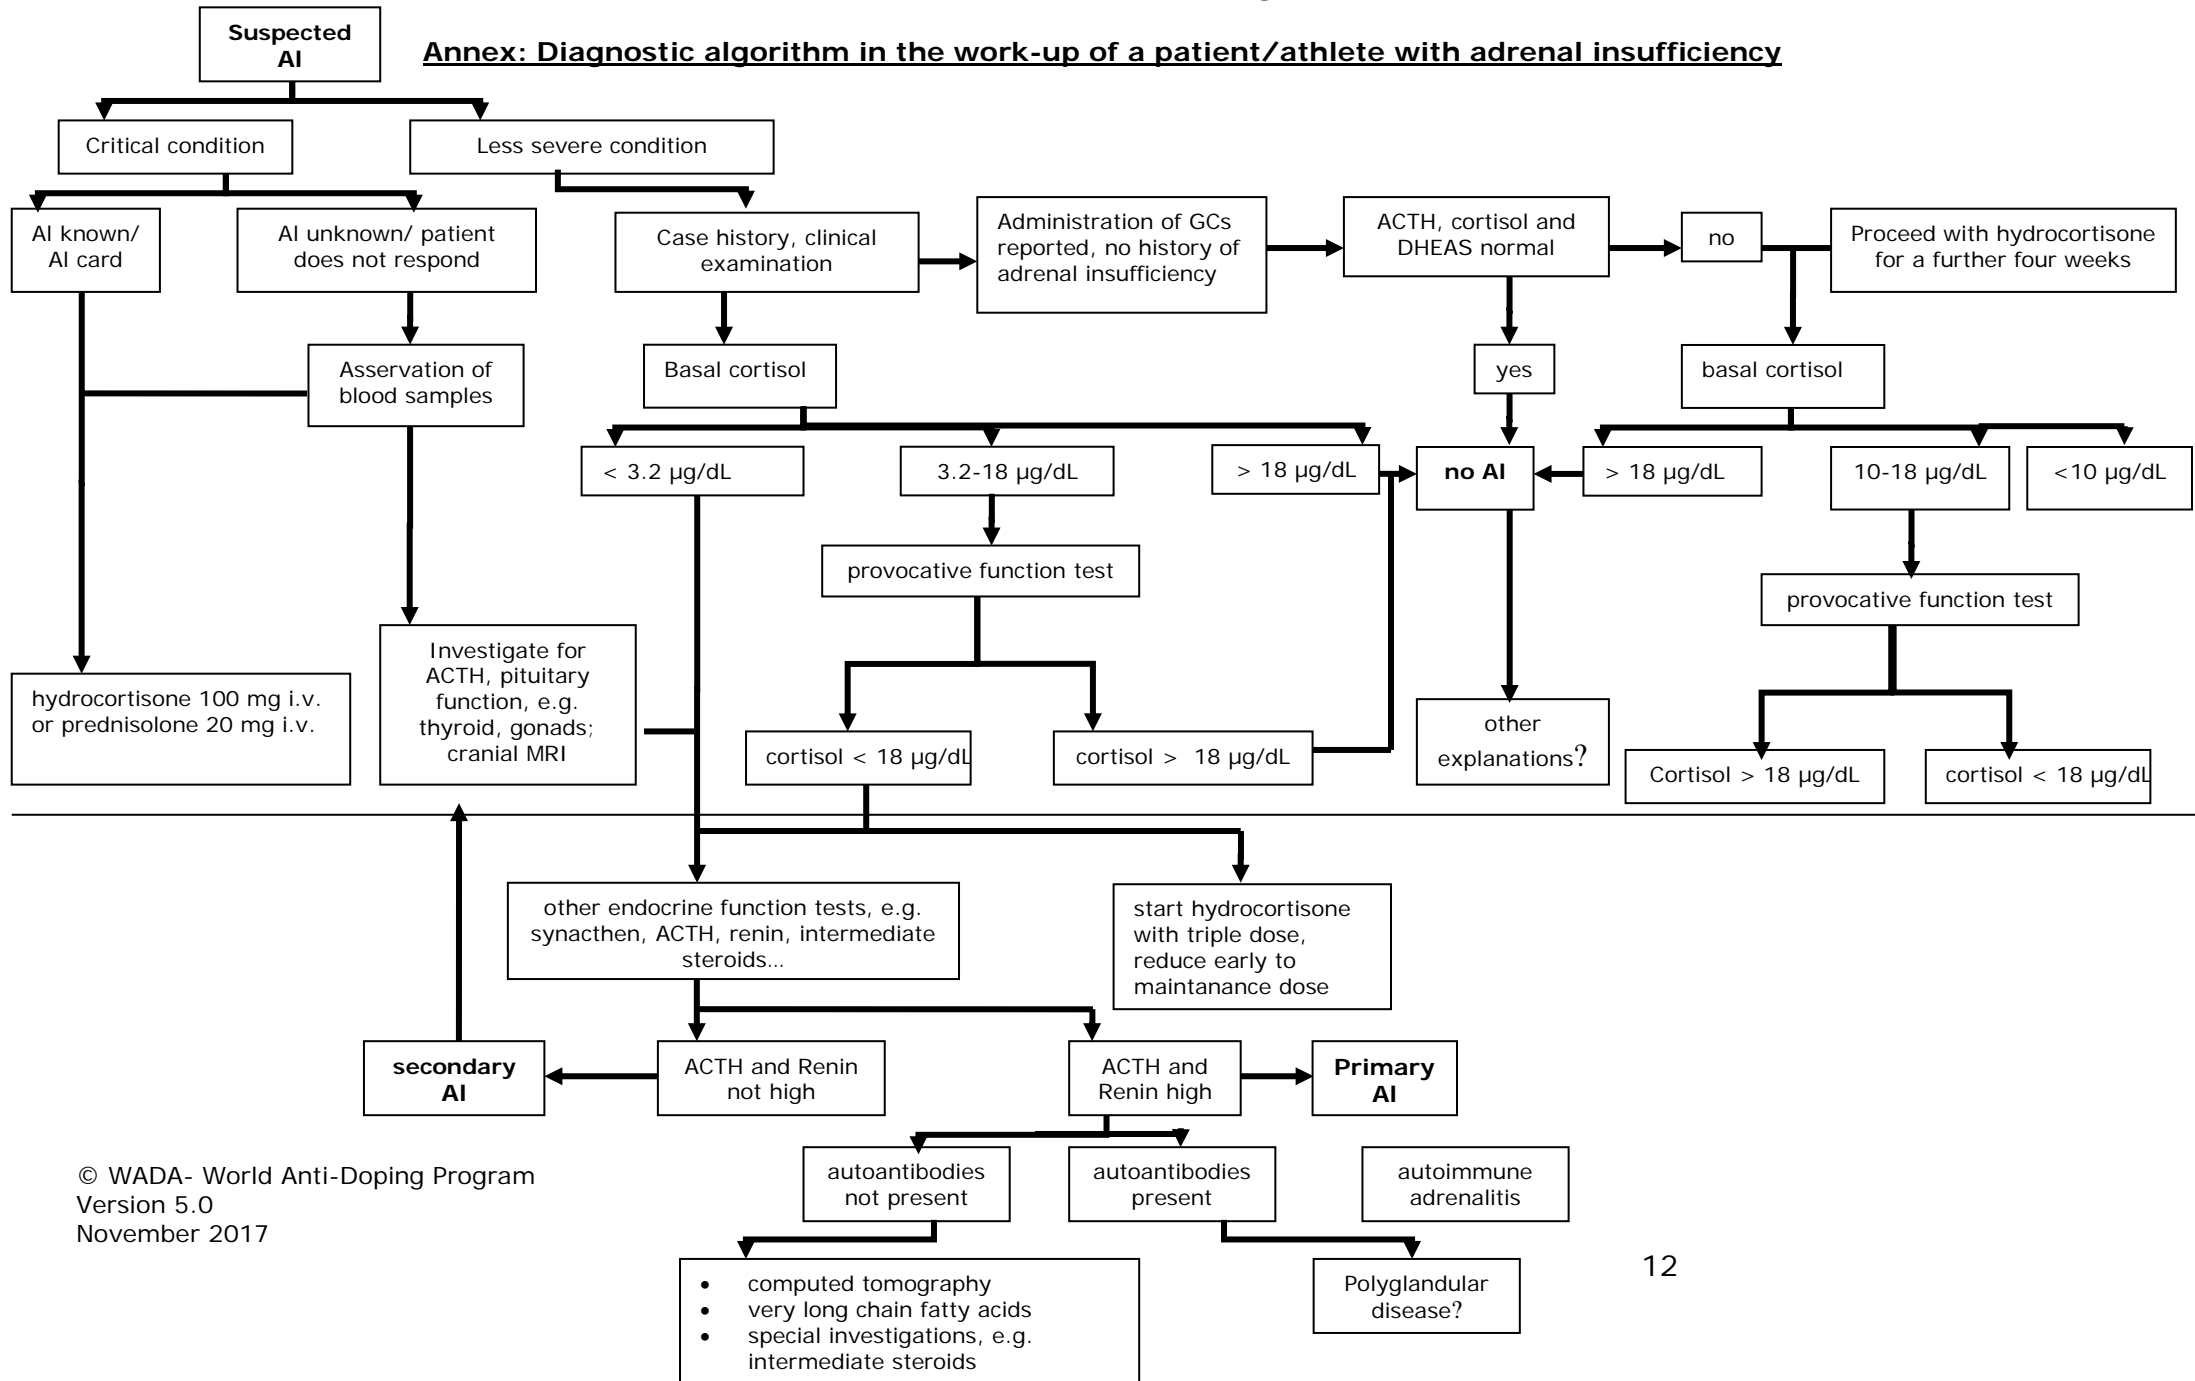 Annex: Diagnostic algorithm in the work-up of a patient/athlete with adrenal insufficiency
Suspected
AI
Critical condition
Less severe condition
AI known/
AI card
AI unknown/ patient
does not respond
Case history, clinical
examination
Administration of GCs
reported, no history of
adrenal insufficiency
ACTH, cortisol and
DHEAS normal
no
Proceed with hydrocortisone
for a further four weeks
Asservation of
blood samples
Basal cortisol
yes
basal cortisol
< 3.2 µg/dL
3.2-18 µg/dL
> 18 µg/dL
no AI
> 18 µg/dL
10-18 µg/dL
<10 µg/dL
provocative function test
provocative function test
hydrocortisone 100 mg i.v.
or prednisolone 20 mg i.v.
Investigate for
ACTH, pituitary
function, e.g.
thyroid, gonads;
cranial MRI
cortisol < 18 µg/dL
cortisol > 18 µg/dL
other
explanations?
Cortisol > 18 µg/dL
cortisol < 18 µg/dL
other endocrine function tests, e.g.
synacthen, ACTH, renin, intermediate
steroids…
start hydrocortisone
with triple dose,
reduce early to
maintanance dose
secondary
AI
ACTH and Renin
not high
ACTH and
Renin high
Primary
AI
autoantibodies
not present
autoantibodies
present
autoimmune
adrenalitis
• computed tomography
• very long chain fatty acids
• special investigations, e.g.
intermediate steroids
Polyglandular
disease?
© WADA- World Anti-Doping Program
Version 5.0
November 2017
12